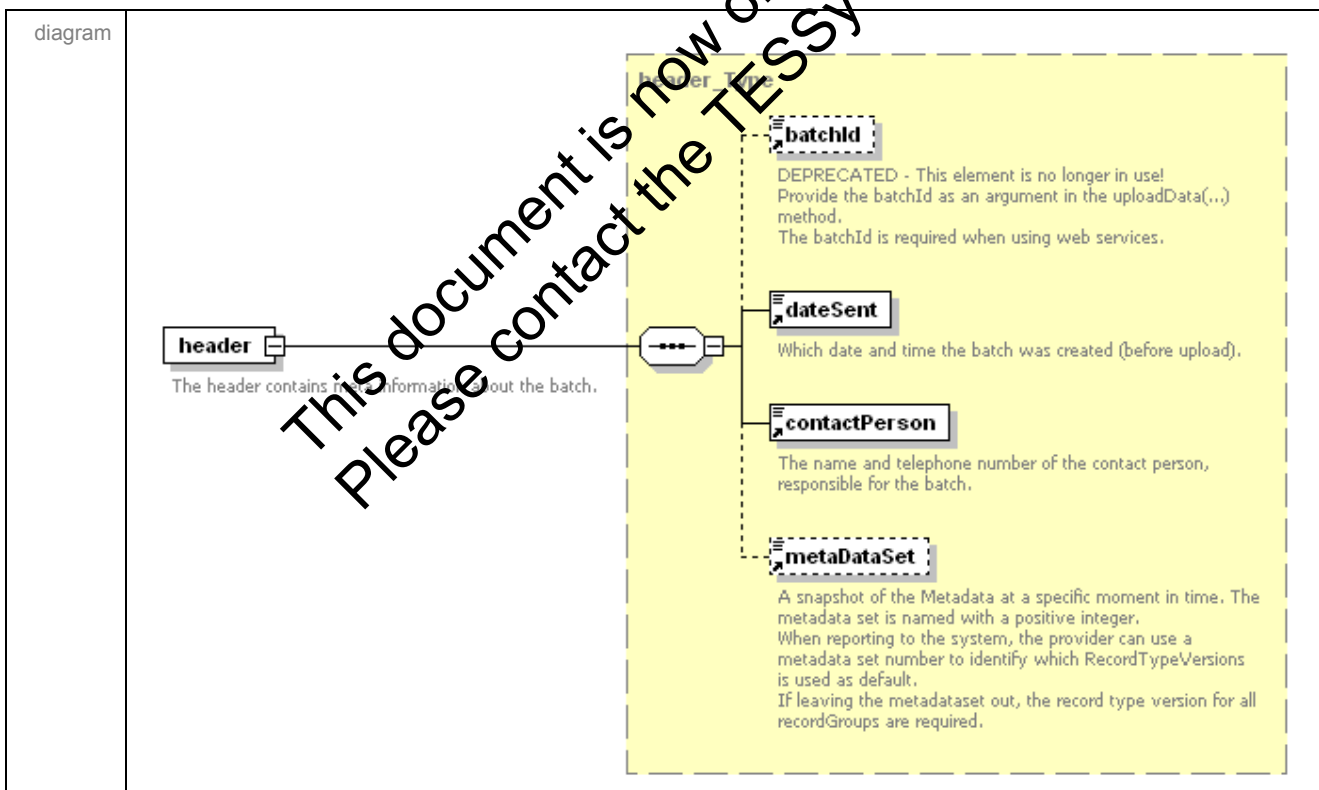 diagram
header_Type
batchId
DEPRECATED - This element is no longer in use!
Provide the batchId as an argument in the uploadData(...)
method.
The batchId is required when using web services.
dateSent
Which date and time the batch was created (before upload).
header
The header contains meta information about the batch.
contactPerson
The name and telephone number of the contact person,
responsible for the batch.
metaDataSet
A snapshot of the Metadata at a specific moment in time. The
metadata set is named with a positive integer.
When reporting to the system, the provider can use a
metadata set number to identify which RecordTypeVersions
is used as default.
If leaving the metadataset out, the record type version for all
recordGroups are required.
This document is now
Please contact the TESSy